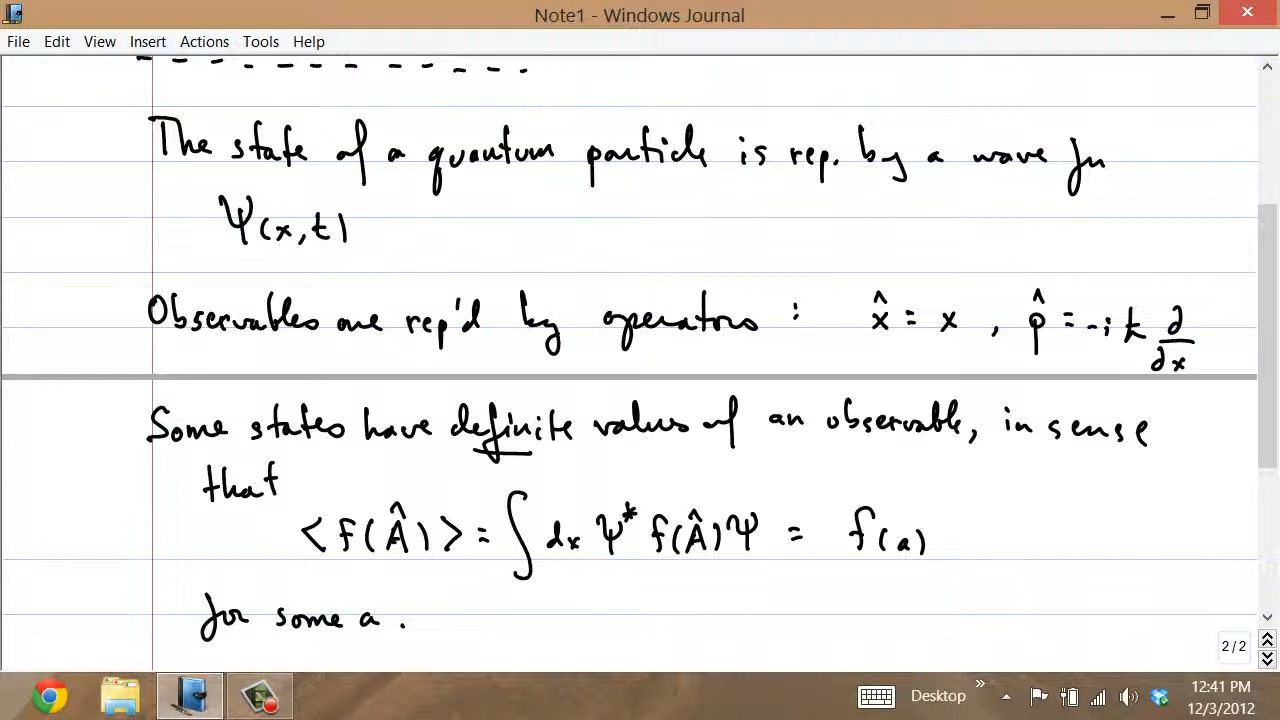 Note1 - Windows Journal
File Edit View Insert Actions Tools Help
The state of a quantum particle is rep. by a wave fn
Ψ(x,t)
Observables are rep'd by operators : x̂ = x , p̂ = -iħ ∂/∂x
Some states have definite values of an observable, in sense
that
<f(Â)> = ∫ dx Ψ* f(Â)Ψ = f(a)
for some a .
2/2
Desktop
»
12:41 PM
12/3/2012